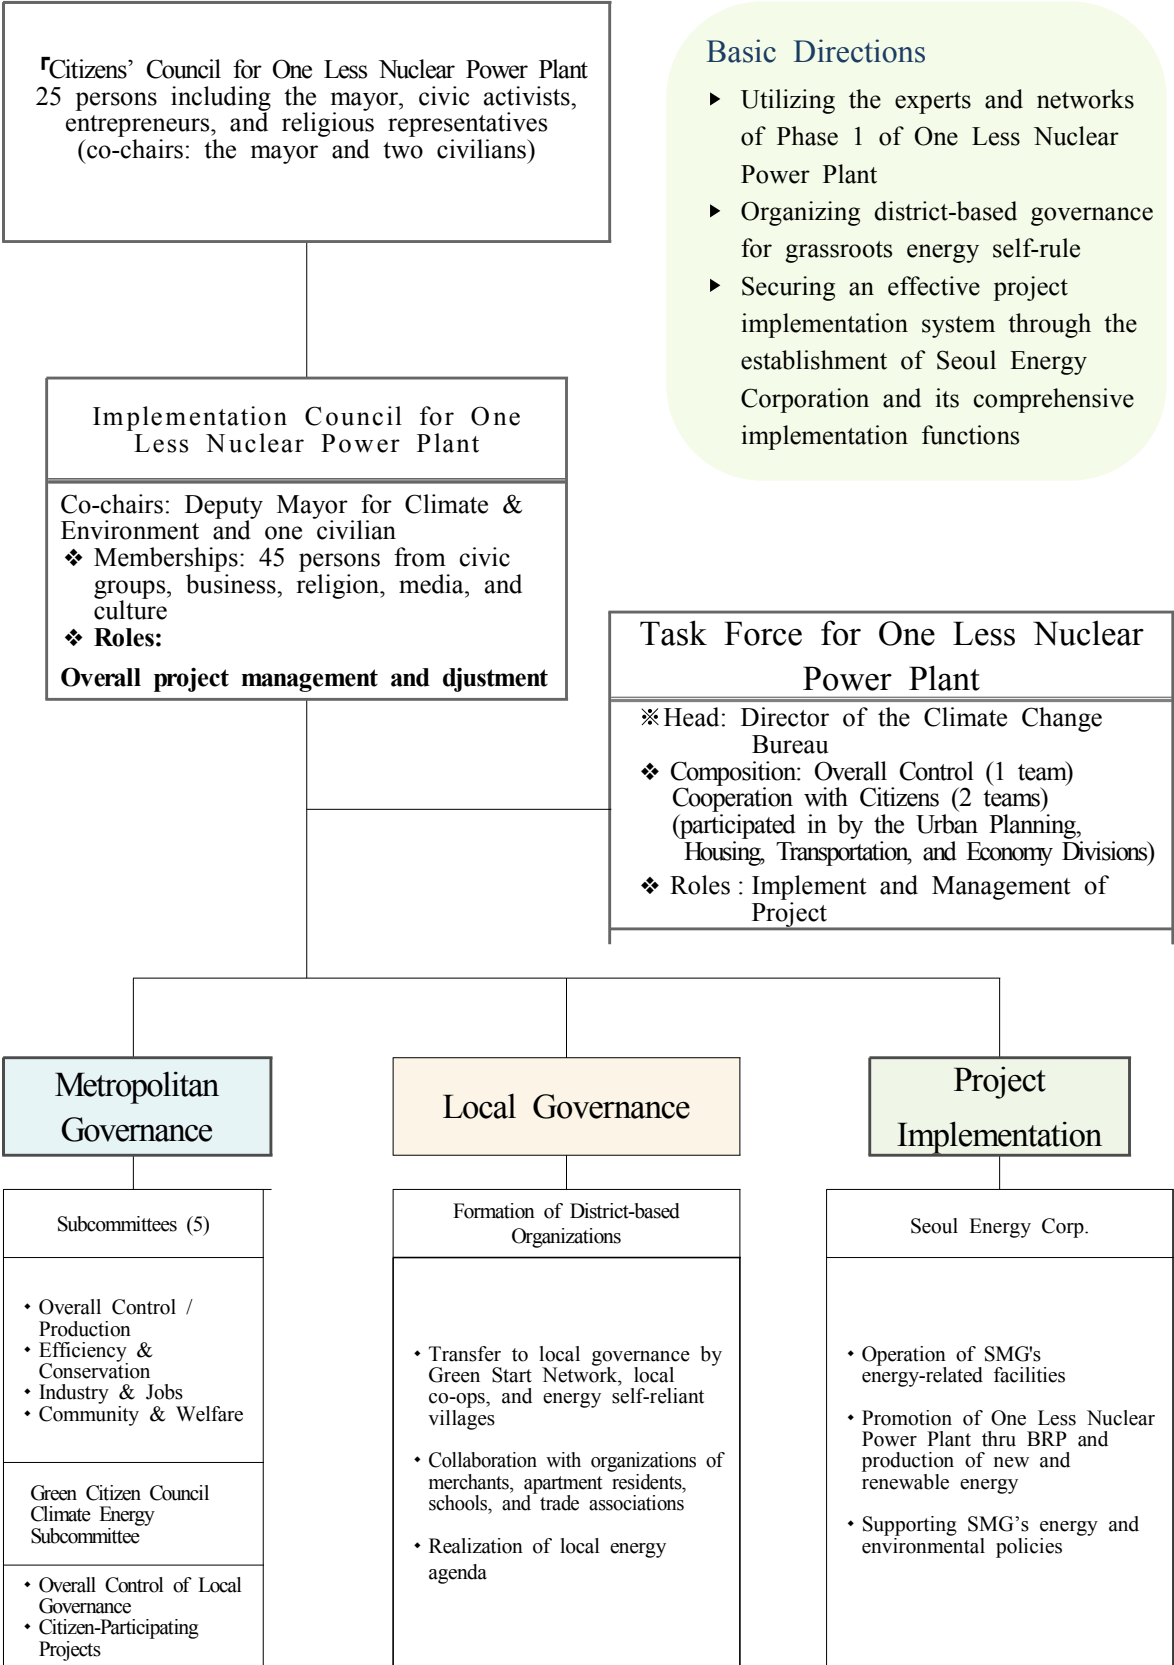 「Citizens’ Council for One Less Nuclear Power Plant
25 persons including the mayor, civic activists,
entrepreneurs, and religious representatives
(co-chairs: the mayor and two civilians)
Basic Directions
▶ Utilizing the experts and networks
of Phase 1 of One Less Nuclear
Power Plant
▶ Organizing district-based governance
for grassroots energy self-rule
▶ Securing an effective project
implementation system through the
establishment of Seoul Energy
Corporation and its comprehensive
implementation functions
Implementation Council for One
Less Nuclear Power Plant
Co-chairs: Deputy Mayor for Climate &
Environment and one civilian
❖ Memberships: 45 persons from civic
groups, business, religion, media, and
culture
❖ Roles:
Overall project management and djustment
Task Force for One Less Nuclear
Power Plant
※Head: Director of the Climate Change
Bureau
❖ Composition: Overall Control (1 team)
Cooperation with Citizens (2 teams)
(participated in by the Urban Planning,
Housing, Transportation, and Economy Divisions)
❖ Roles : Implement and Management of
Project
Metropolitan
Governance
Subcommittees (5)
• Overall Control /
Production
• Efficiency &
Conservation
• Industry & Jobs
• Community & Welfare
Green Citizen Council
Climate Energy
Subcommittee
• Overall Control of Local
Governance
• Citizen-Participating
Projects
Local Governance
Formation of District-based
Organizations
• Transfer to local governance by
Green Start Network, local
co-ops, and energy self-reliant
villages
• Collaboration with organizations of
merchants, apartment residents,
schools, and trade associations
• Realization of local energy
agenda
Project
Implementation
Seoul Energy Corp.
• Operation of SMG's
energy-related facilities
• Promotion of One Less Nuclear
Power Plant thru BRP and
production of new and
renewable energy
• Supporting SMG’s energy and
environmental policies